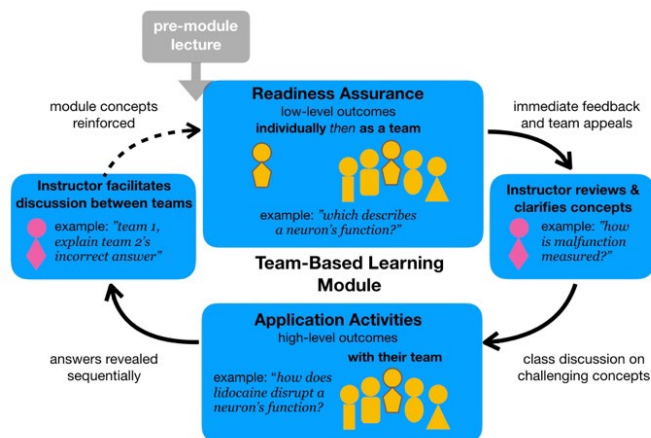 pre-module
lecture
Readiness Assurance
low-level outcomes
individually then as a team
example: "which describes
a neuron's function?"
immediate feedback
and team appeals
Instructor reviews &
clarifies concepts
example: "how
is malfunction
measured?"
class discussion on
challenging concepts
Application Activities
high-level outcomes
with their team
example: "how does
lidocaine disrupt a
neuron's function?
answers revealed
sequentially
Instructor facilitates
discussion between teams
example: "team 1,
explain team 2's
incorrect answer"
module concepts
reinforced
Team-Based Learning
Module